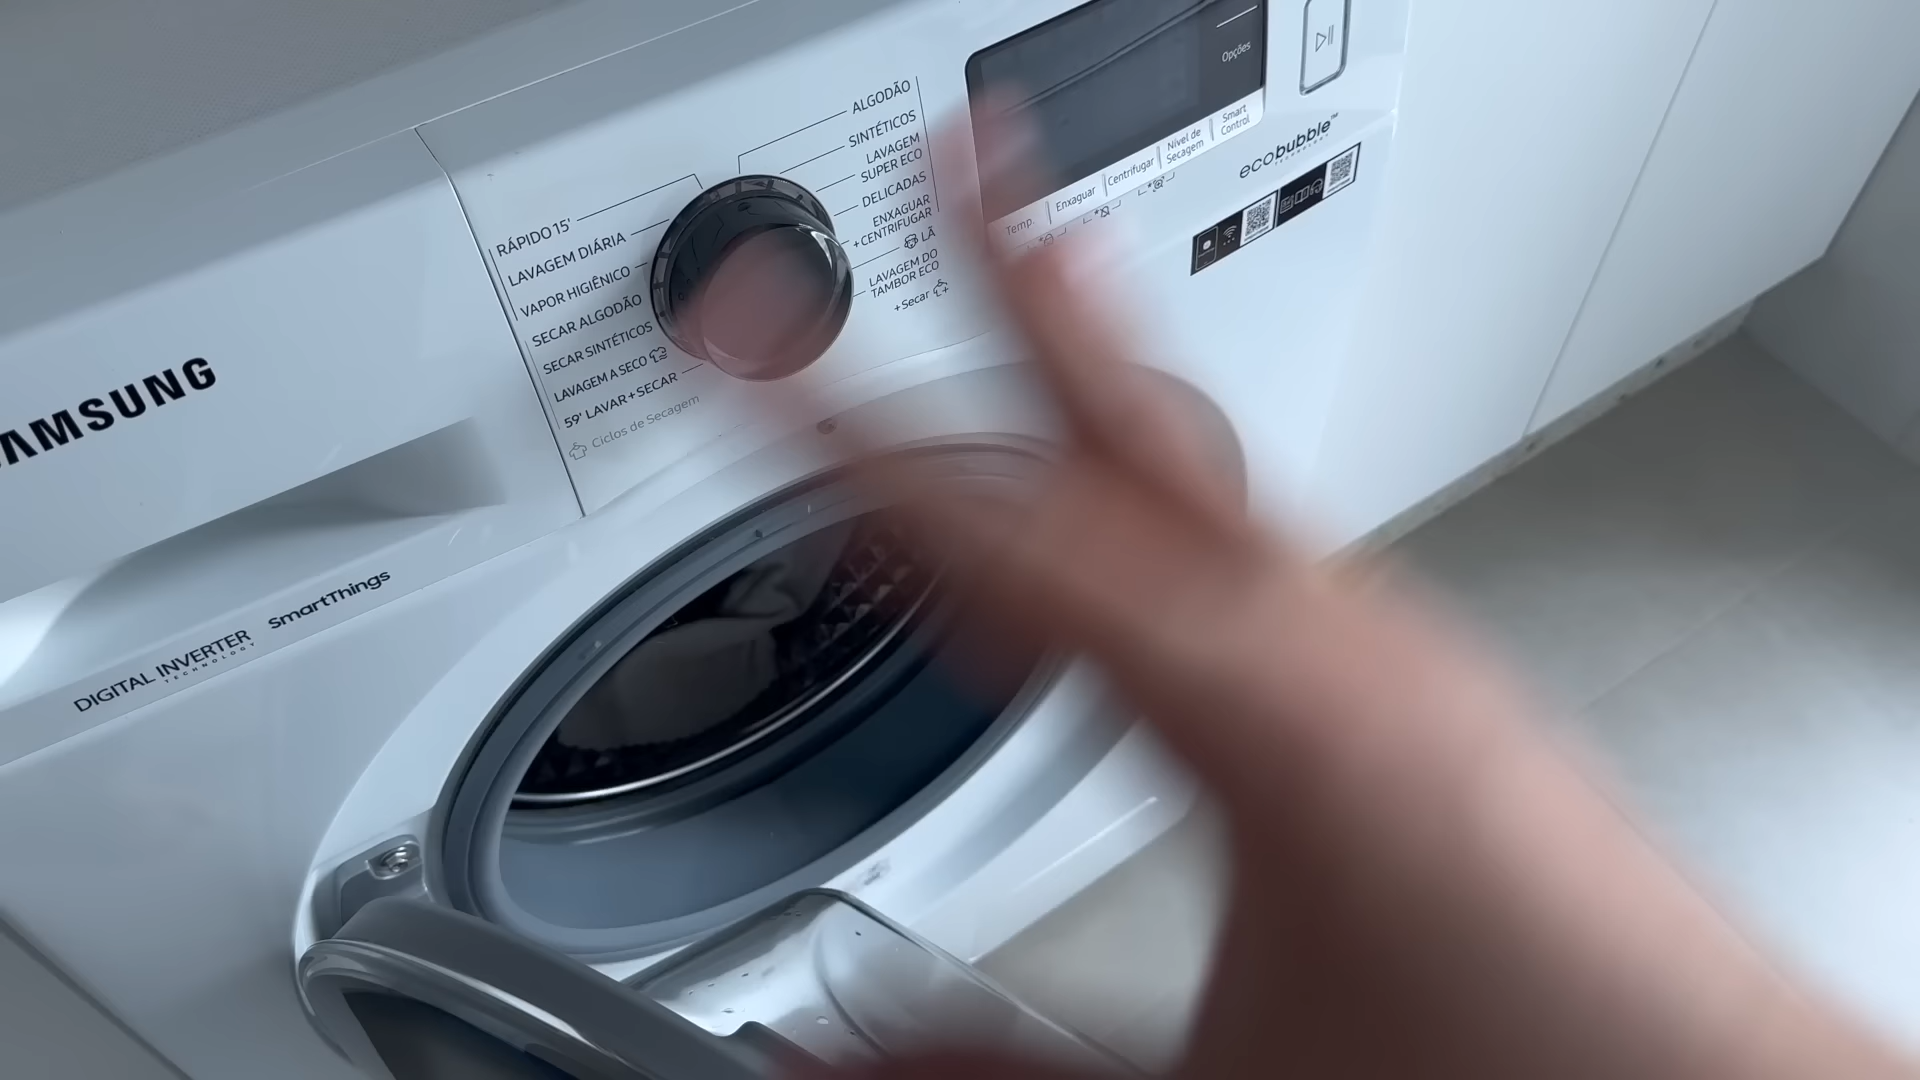 SAMSUNG
DIGITAL INVERTER
TECHNOLOGY
SmartThings
RÁPIDO 15'
LAVAGEM DIÁRIA
VAPOR HIGIÊNICO
SECAR ALGODÃO
SECAR SINTÉTICOS
LAVAGEM A SECO
59' LAVAR+SECAR
Ciclos de Secagem
ALGODÃO
SINTÉTICOS
LAVAGEM
SUPER ECO
DELICADAS
ENXAGUAR
+CENTRIFUGAR
LÃ
LAVAGEM DO
TAMBOR ECO
+Secar
Opções
Temp.
Enxaguar
Centrifugar
Nível de
Secagem
Smart
Control
ecobubble™
TECHNOLOGY